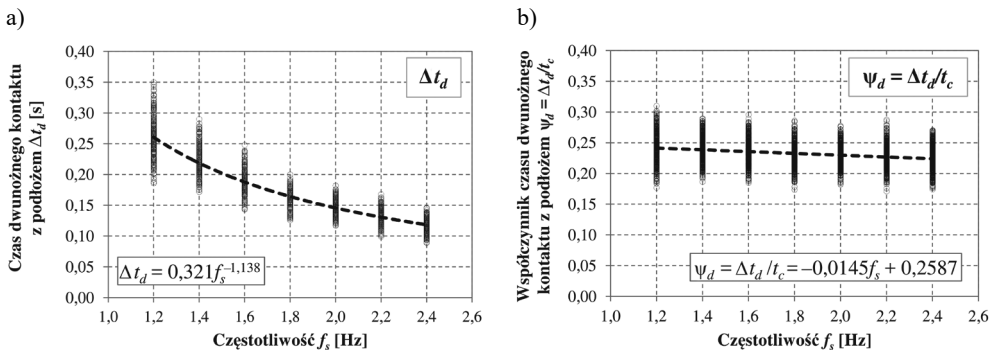 a)
Czas dwunożnego kontaktu
z podłożem Δt_d [s]
0,40
0,35
0,30
0,25
0,20
0,15
0,10
0,05
0,00
Δt_d
Δt_d = 0,321f_s^–1,138
1,0 1,2 1,4 1,6 1,8 2,0 2,2 2,4 2,6
Częstotliwość f_s [Hz]
b)
Współczynnik czasu dwunożnego
kontaktu z podłożem ψ_d = Δt_d/t_c
0,40
0,35
0,30
0,25
0,20
0,15
0,10
0,05
0,00
ψ_d = Δt_d/t_c
ψ_d = Δt_d /t_c = –0,0145f_s + 0,2587
1,0 1,2 1,4 1,6 1,8 2,0 2,2 2,4 2,6
Częstotliwość f_s [Hz]